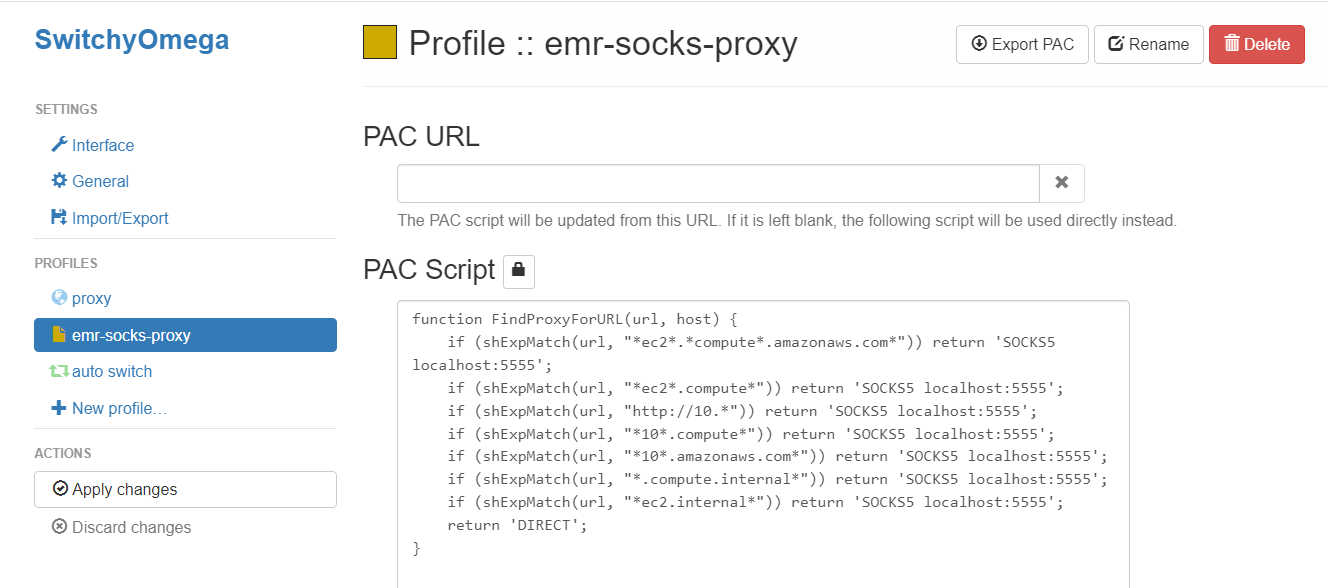 SwitchyOmega
Profile :: emr-socks-proxy
Export PAC
Rename
Delete
SETTINGS
Interface
General
Import/Export
PROFILES
proxy
emr-socks-proxy
auto switch
New profile…
ACTIONS
Apply changes
Discard changes
PAC URL
The PAC script will be updated from this URL. If it is left blank, the following script will be used directly instead.
PAC Script
function FindProxyForURL(url, host) {
    if (shExpMatch(url, "*ec2*.*compute*.amazonaws.com*")) return 'SOCKS5
localhost:5555';
    if (shExpMatch(url, "*ec2*.compute*")) return 'SOCKS5 localhost:5555';
    if (shExpMatch(url, "http://10.*")) return 'SOCKS5 localhost:5555';
    if (shExpMatch(url, "*10*.compute*")) return 'SOCKS5 localhost:5555';
    if (shExpMatch(url, "*10*.amazonaws.com*")) return 'SOCKS5 localhost:5555';
    if (shExpMatch(url, "*.compute.internal*")) return 'SOCKS5 localhost:5555';
    if (shExpMatch(url, "*ec2.internal*")) return 'SOCKS5 localhost:5555';
    return 'DIRECT';
}